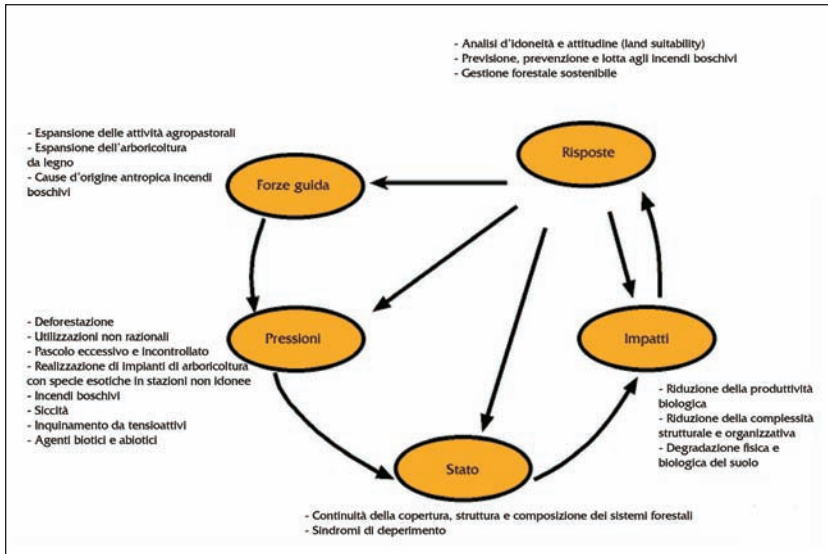 - Analisi d'idoneità e attitudine (land suitability)
- Previsione, prevenzione e lotta agli incendi boschivi
- Gestione forestale sostenibile
- Espansione delle attività agropastorali
- Espansione dell'arboricoltura
da legno
- Cause d'origine antropica incendi
boschivi
Forze guida
Risposte
- Deforestazione
- Utilizzazioni non razionali
- Pascolo eccessivo e incontrollato
- Realizzazione di impianti di arboricoltura
con specie esotiche in stazioni non idonee
- Incendi boschivi
- Siccità
- Inquinamento da tensioattivi
- Agenti biotici e abiotici
Pressioni
Impatti
- Riduzione della produttività
biologica
- Riduzione della complessità
strutturale e organizzativa
- Degradazione fisica e
biologica del suolo
Stato
- Continuità della copertura, struttura e composizione dei sistemi forestali
- Sindromi di deperimento